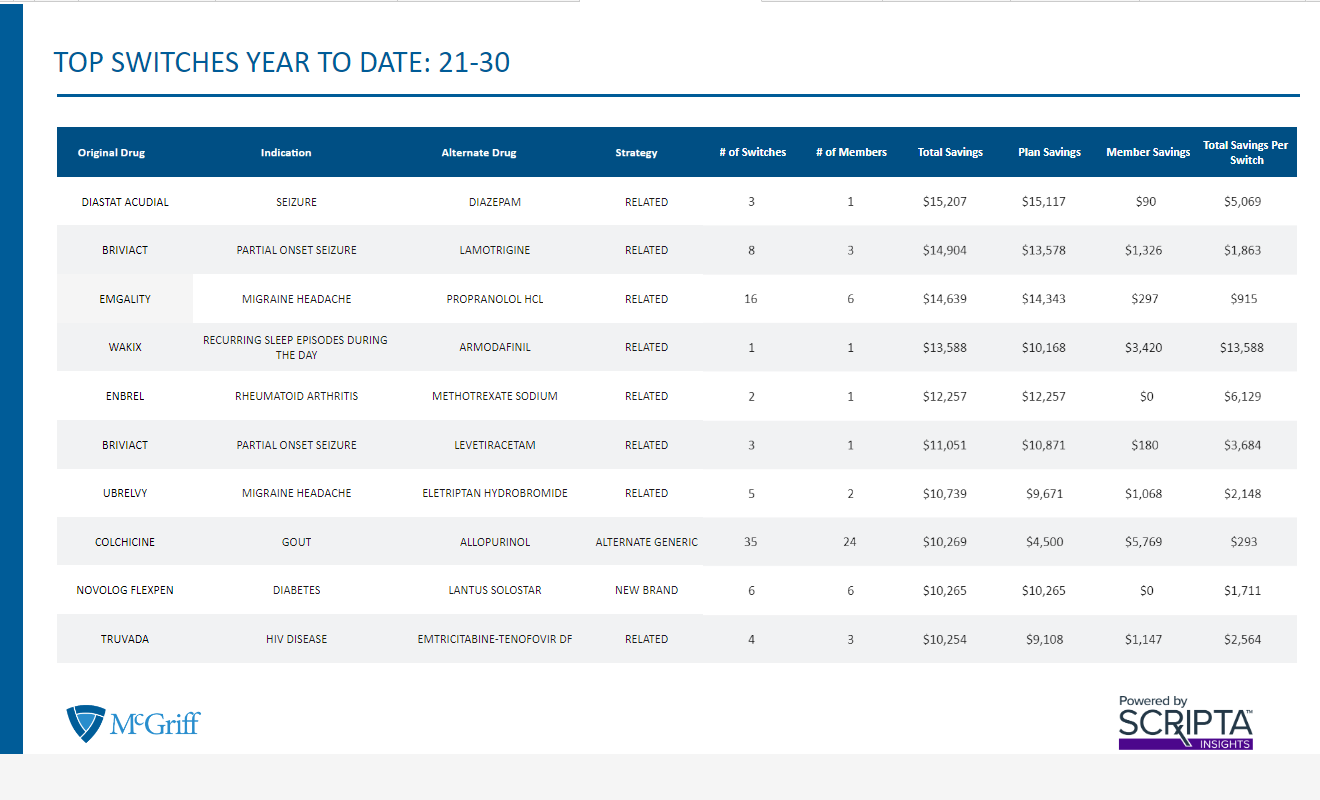 TOP SWITCHES YEAR TO DATE: 21-30
Original Drug Indication Alternate Drug Strategy # of Switches # of Members Total Savings Plan Savings Member Savings Total Savings Per
Switch
DIASTAT ACUDIAL SEIZURE DIAZEPAM RELATED 3 1 $15,207 $15,117 $90 $5,069
BRIVIACT PARTIAL ONSET SEIZURE LAMOTRIGINE RELATED 8 3 $14,904 $13,578 $1,326 $1,863
EMGALITY MIGRAINE HEADACHE PROPRANOLOL HCL RELATED 16 6 $14,639 $14,343 $297 $915
WAKIX RECURRING SLEEP EPISODES DURING
THE DAY ARMODAFINIL RELATED 1 1 $13,588 $10,168 $3,420 $13,588
ENBREL RHEUMATOID ARTHRITIS METHOTREXATE SODIUM RELATED 2 1 $12,257 $12,257 $0 $6,129
BRIVIACT PARTIAL ONSET SEIZURE LEVETIRACETAM RELATED 3 1 $11,051 $10,871 $180 $3,684
UBRELVY MIGRAINE HEADACHE ELETRIPTAN HYDROBROMIDE RELATED 5 2 $10,739 $9,671 $1,068 $2,148
COLCHICINE GOUT ALLOPURINOL ALTERNATE GENERIC 35 24 $10,269 $4,500 $5,769 $293
NOVOLOG FLEXPEN DIABETES LANTUS SOLOSTAR NEW BRAND 6 6 $10,265 $10,265 $0 $1,711
TRUVADA HIV DISEASE EMTRICITABINE-TENOFOVIR DF RELATED 4 3 $10,254 $9,108 $1,147 $2,564
McGriff
Powered by
SCRIPTA™
INSIGHTS